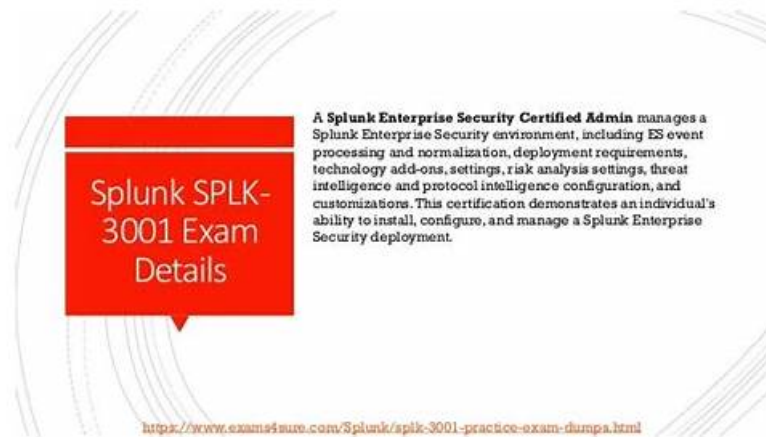 Splunk SPLK-
3001 Exam
Details
A Splunk Enterprise Security Certified Admin manages a
Splunk Enterprise Security environment, including ES event
processing and normalization, deployment requirements,
technology add-ons, settings, risk analysis settings, threat
intelligence and protocol intelligence configuration, and
customizations. This certification demonstrates an individual's
ability to install, configure, and manage a Splunk Enterprise
Security deployment.
https://www.exams4sure.com/Splunk/splk-3001-practice-exam-dumps.html